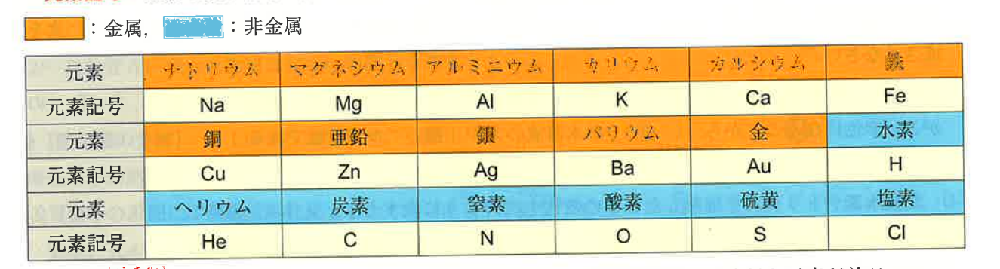 ：金属， ：非金属
元素 ナトリウム マグネシウム アルミニウム カリウム カルシウム 鉄
元素記号 Na Mg Al K Ca Fe
元素 銅 亜鉛 銀 バリウム 金 水素
元素記号 Cu Zn Ag Ba Au H
元素 ヘリウム 炭素 窒素 酸素 硫黄 塩素
元素記号 He C N O S Cl